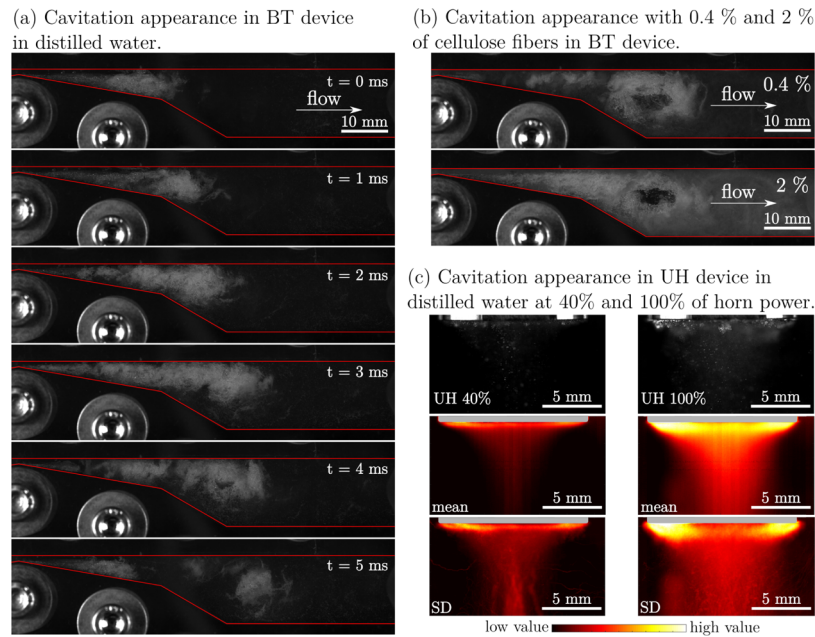 (a) Cavitation appearance in BT device
in distilled water.
t = 0 ms
flow
10 mm
t = 1 ms
t = 2 ms
t = 3 ms
t = 4 ms
t = 5 ms
(b) Cavitation appearance with 0.4 % and 2 %
of cellulose fibers in BT device.
flow
0.4 %
10 mm
flow
2 %
10 mm
(c) Cavitation appearance in UH device in
distilled water at 40% and 100% of horn power.
UH 40%
5 mm
UH 100%
5 mm
mean
5 mm
mean
5 mm
SD
5 mm
SD
5 mm
low value
high value